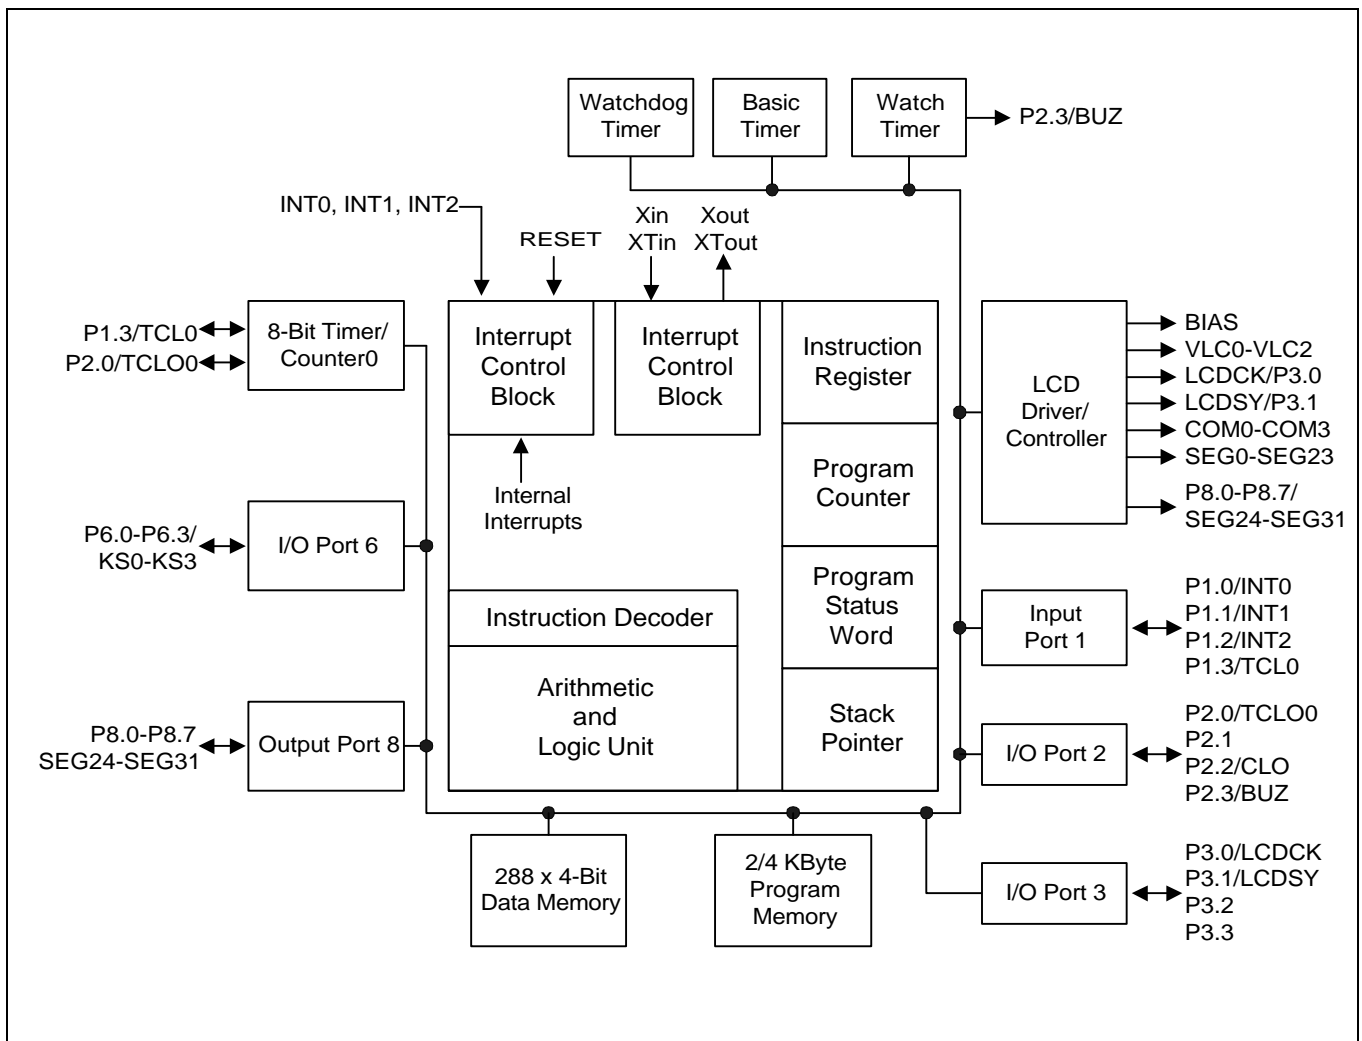 Watchdog
Timer
Basic
Timer
Watch
Timer
P2.3/BUZ
INT0, INT1, INT2
RESET
Xin
XTin
Xout
XTout
P1.3/TCL0
P2.0/TCLO0
8-Bit Timer/
Counter0
Interrupt
Control
Block
Interrupt
Control
Block
Instruction
Register
LCD
Driver/
Controller
BIAS
VLC0-VLC2
LCDCK/P3.0
LCDSY/P3.1
COM0-COM3
SEG0-SEG23
P8.0-P8.7/
SEG24-SEG31
Internal
Interrupts
Program
Counter
P6.0-P6.3/
KS0-KS3
I/O Port 6
Program
Status
Word
Input
Port 1
P1.0/INT0
P1.1/INT1
P1.2/INT2
P1.3/TCL0
Instruction Decoder
Arithmetic
and
Logic Unit
Stack
Pointer
P8.0-P8.7
SEG24-SEG31
Output Port 8
I/O Port 2
P2.0/TCLO0
P2.1
P2.2/CLO
P2.3/BUZ
288 x 4-Bit
Data Memory
2/4 KByte
Program
Memory
I/O Port 3
P3.0/LCDCK
P3.1/LCDSY
P3.2
P3.3